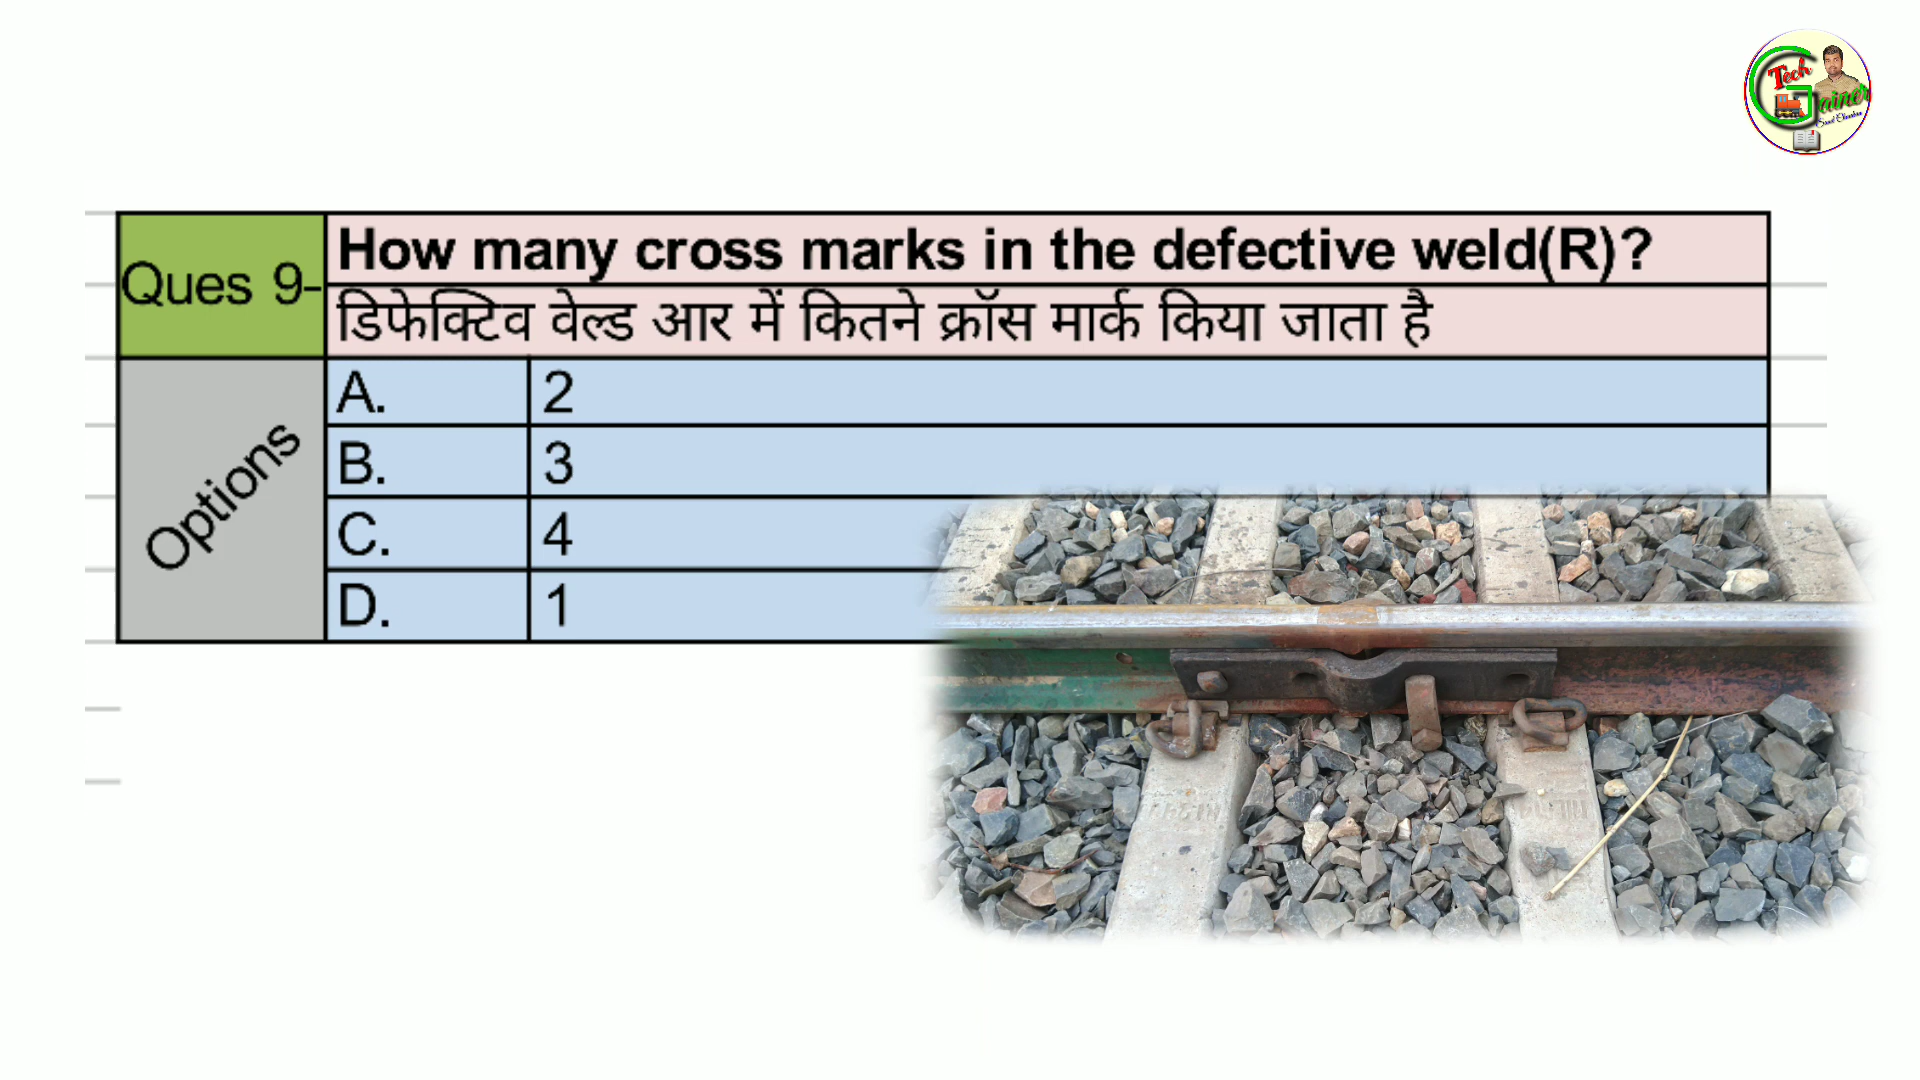 Tech
Gainer
Ques 9-
How many cross marks in the defective weld(R)?
डिफेक्टिव वेल्ड आर में कितने क्रॉस मार्क किया जाता है
Options
A. 2
B. 3
C. 4
D. 1